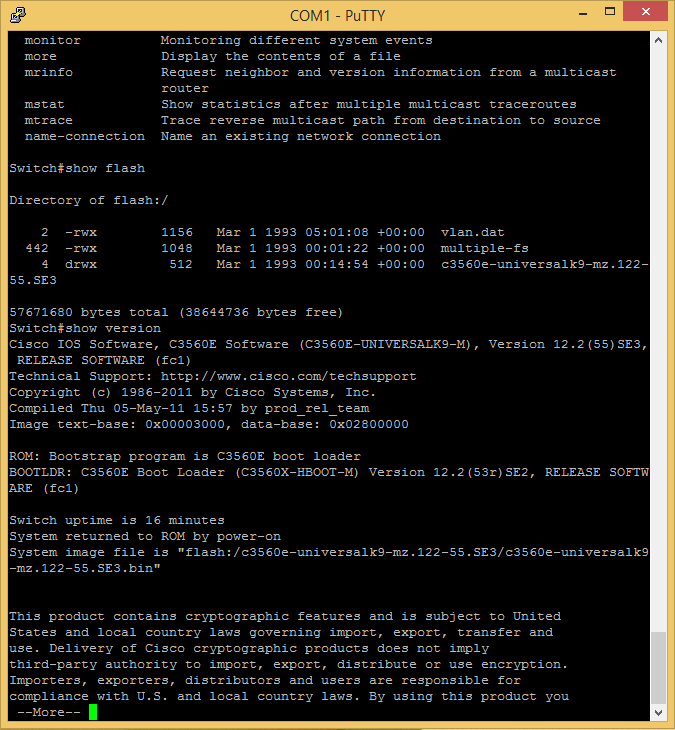 COM1 - PuTTY
monitor Monitoring different system events
more Display the contents of a file
mrinfo Request neighbor and version information from a multicast
router
mstat Show statistics after multiple multicast traceroutes
mtrace Trace reverse multicast path from destination to source
name-connection Name an existing network connection
Switch#show flash
Directory of flash:/
2 -rwx 1156 Mar 1 1993 05:01:08 +00:00 vlan.dat
442 -rwx 1048 Mar 1 1993 00:01:22 +00:00 multiple-fs
4 drwx 512 Mar 1 1993 00:14:54 +00:00 c3560e-universalk9-mz.122-
55.SE3
57671680 bytes total (38644736 bytes free)
Switch#show version
Cisco IOS Software, C3560E Software (C3560E-UNIVERSALK9-M), Version 12.2(55)SE3,
RELEASE SOFTWARE (fc1)
Technical Support: http://www.cisco.com/techsupport
Copyright (c) 1986-2011 by Cisco Systems, Inc.
Compiled Thu 05-May-11 15:57 by prod_rel_team
Image text-base: 0x00003000, data-base: 0x02800000
ROM: Bootstrap program is C3560E boot loader
BOOTLDR: C3560E Boot Loader (C3560X-HBOOT-M) Version 12.2(53r)SE2, RELEASE SOFTW
ARE (fc1)
Switch uptime is 16 minutes
System returned to ROM by power-on
System image file is "flash:/c3560e-universalk9-mz.122-55.SE3/c3560e-universalk9
-mz.122-55.SE3.bin"
This product contains cryptographic features and is subject to United
States and local country laws governing import, export, transfer and
use. Delivery of Cisco cryptographic products does not imply
third-party authority to import, export, distribute or use encryption.
Importers, exporters, distributors and users are responsible for
compliance with U.S. and local country laws. By using this product you
--More--